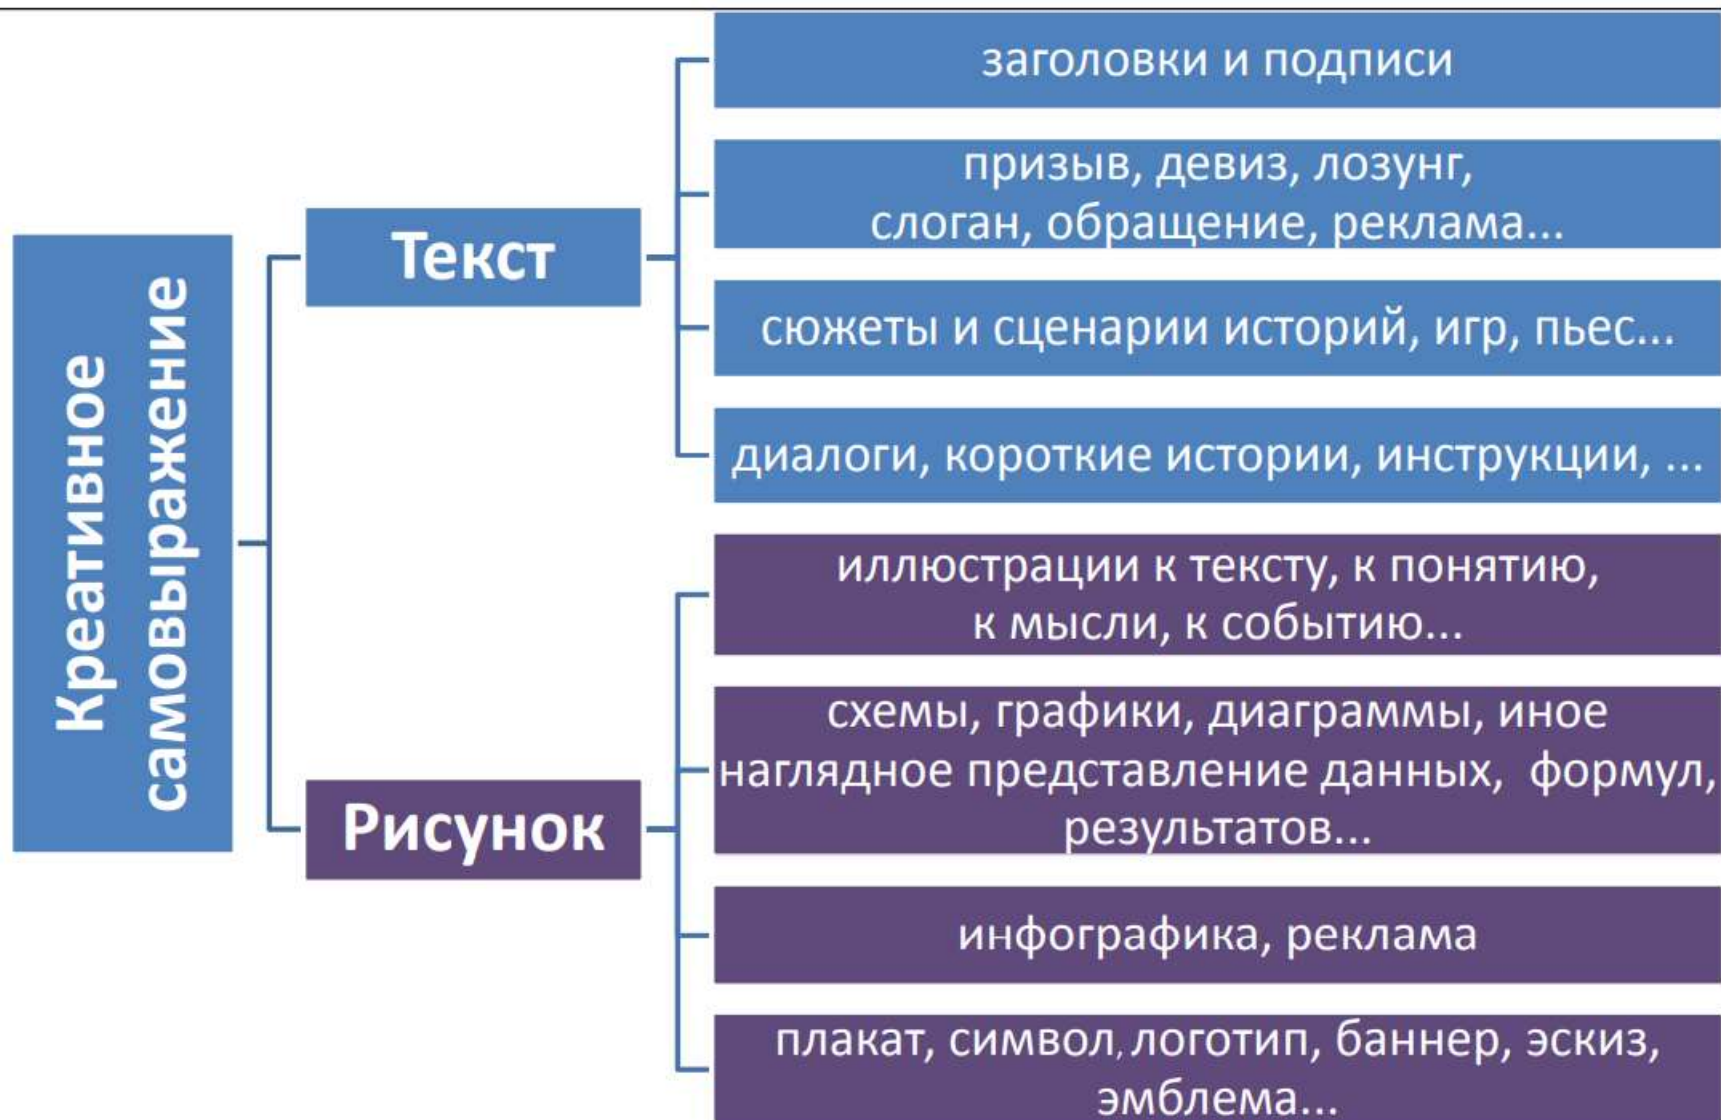 Креативное
самовыражение
Текст
заголовки и подписи
призыв, девиз, лозунг,
слоган, обращение, реклама...
сюжеты и сценарии историй, игр, пьес...
диалоги, короткие истории, инструкции, ...
Рисунок
иллюстрации к тексту, к понятию,
к мысли, к событию...
схемы, графики, диаграммы, иное
наглядное представление данных, формул,
результатов...
инфографика, реклама
плакат, символ, логотип, баннер, эскиз,
эмблема...